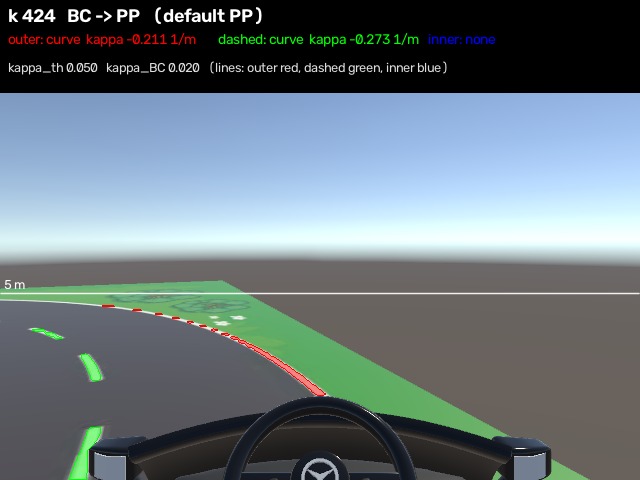 k 424 BC -> PP (default PP)
outer: curve kappa -0.211 1/m dashed: curve kappa -0.273 1/m inner: none
kappa_th 0.050 kappa_BC 0.020 (lines: outer red, dashed green, inner blue)
5 m